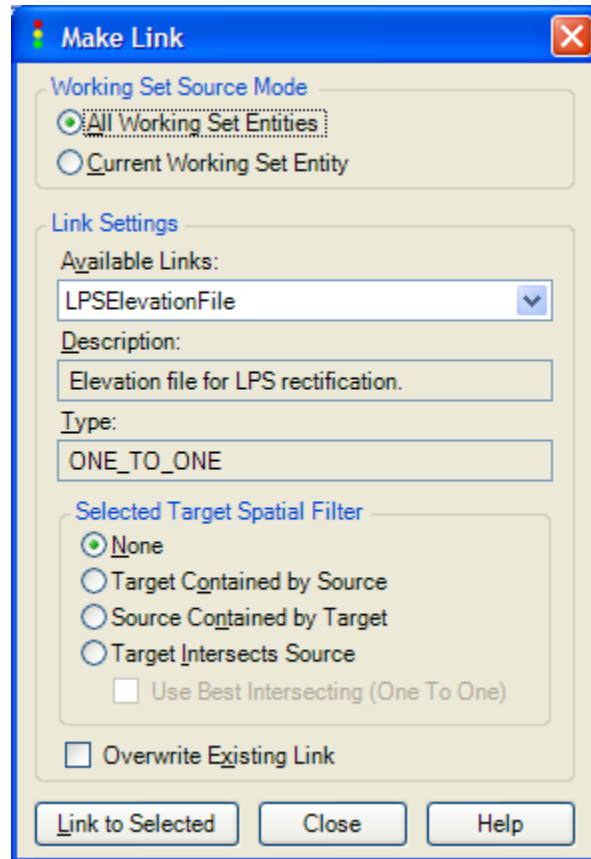 Make Link
Working Set Source Mode
All Working Set Entities
Current Working Set Entity
Link Settings
Available Links:
LPSElevationFile
Description:
Elevation file for LPS rectification.
Type:
ONE_TO_ONE
Selected Target Spatial Filter
None
Target Contained by Source
Source Contained by Target
Target Intersects Source
Use Best Intersecting (One To One)
Overwrite Existing Link
Link to Selected Close Help